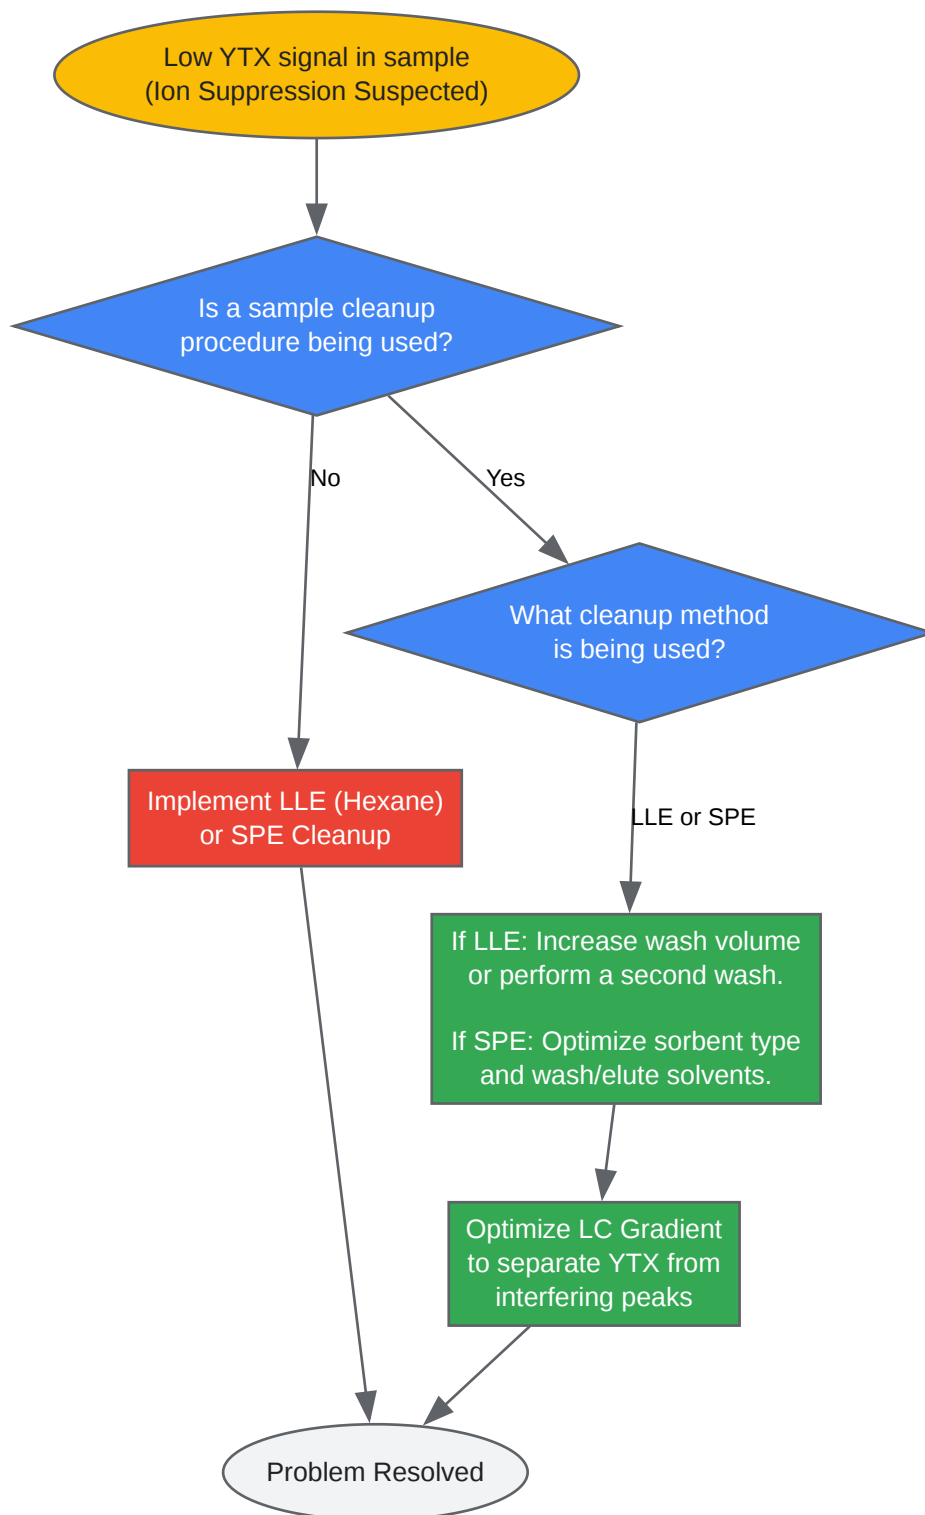 Low YTX signal in sample
(Ion Suppression Suspected)
Is a sample cleanup
procedure being used?
No
Yes
What cleanup method
is being used?
Implement LLE (Hexane)
or SPE Cleanup
LLE or SPE
If LLE: Increase wash volume
or perform a second wash.
If SPE: Optimize sorbent type
and wash/elute solvents.
Optimize LC Gradient
to separate YTX from
interfering peaks
Problem Resolved